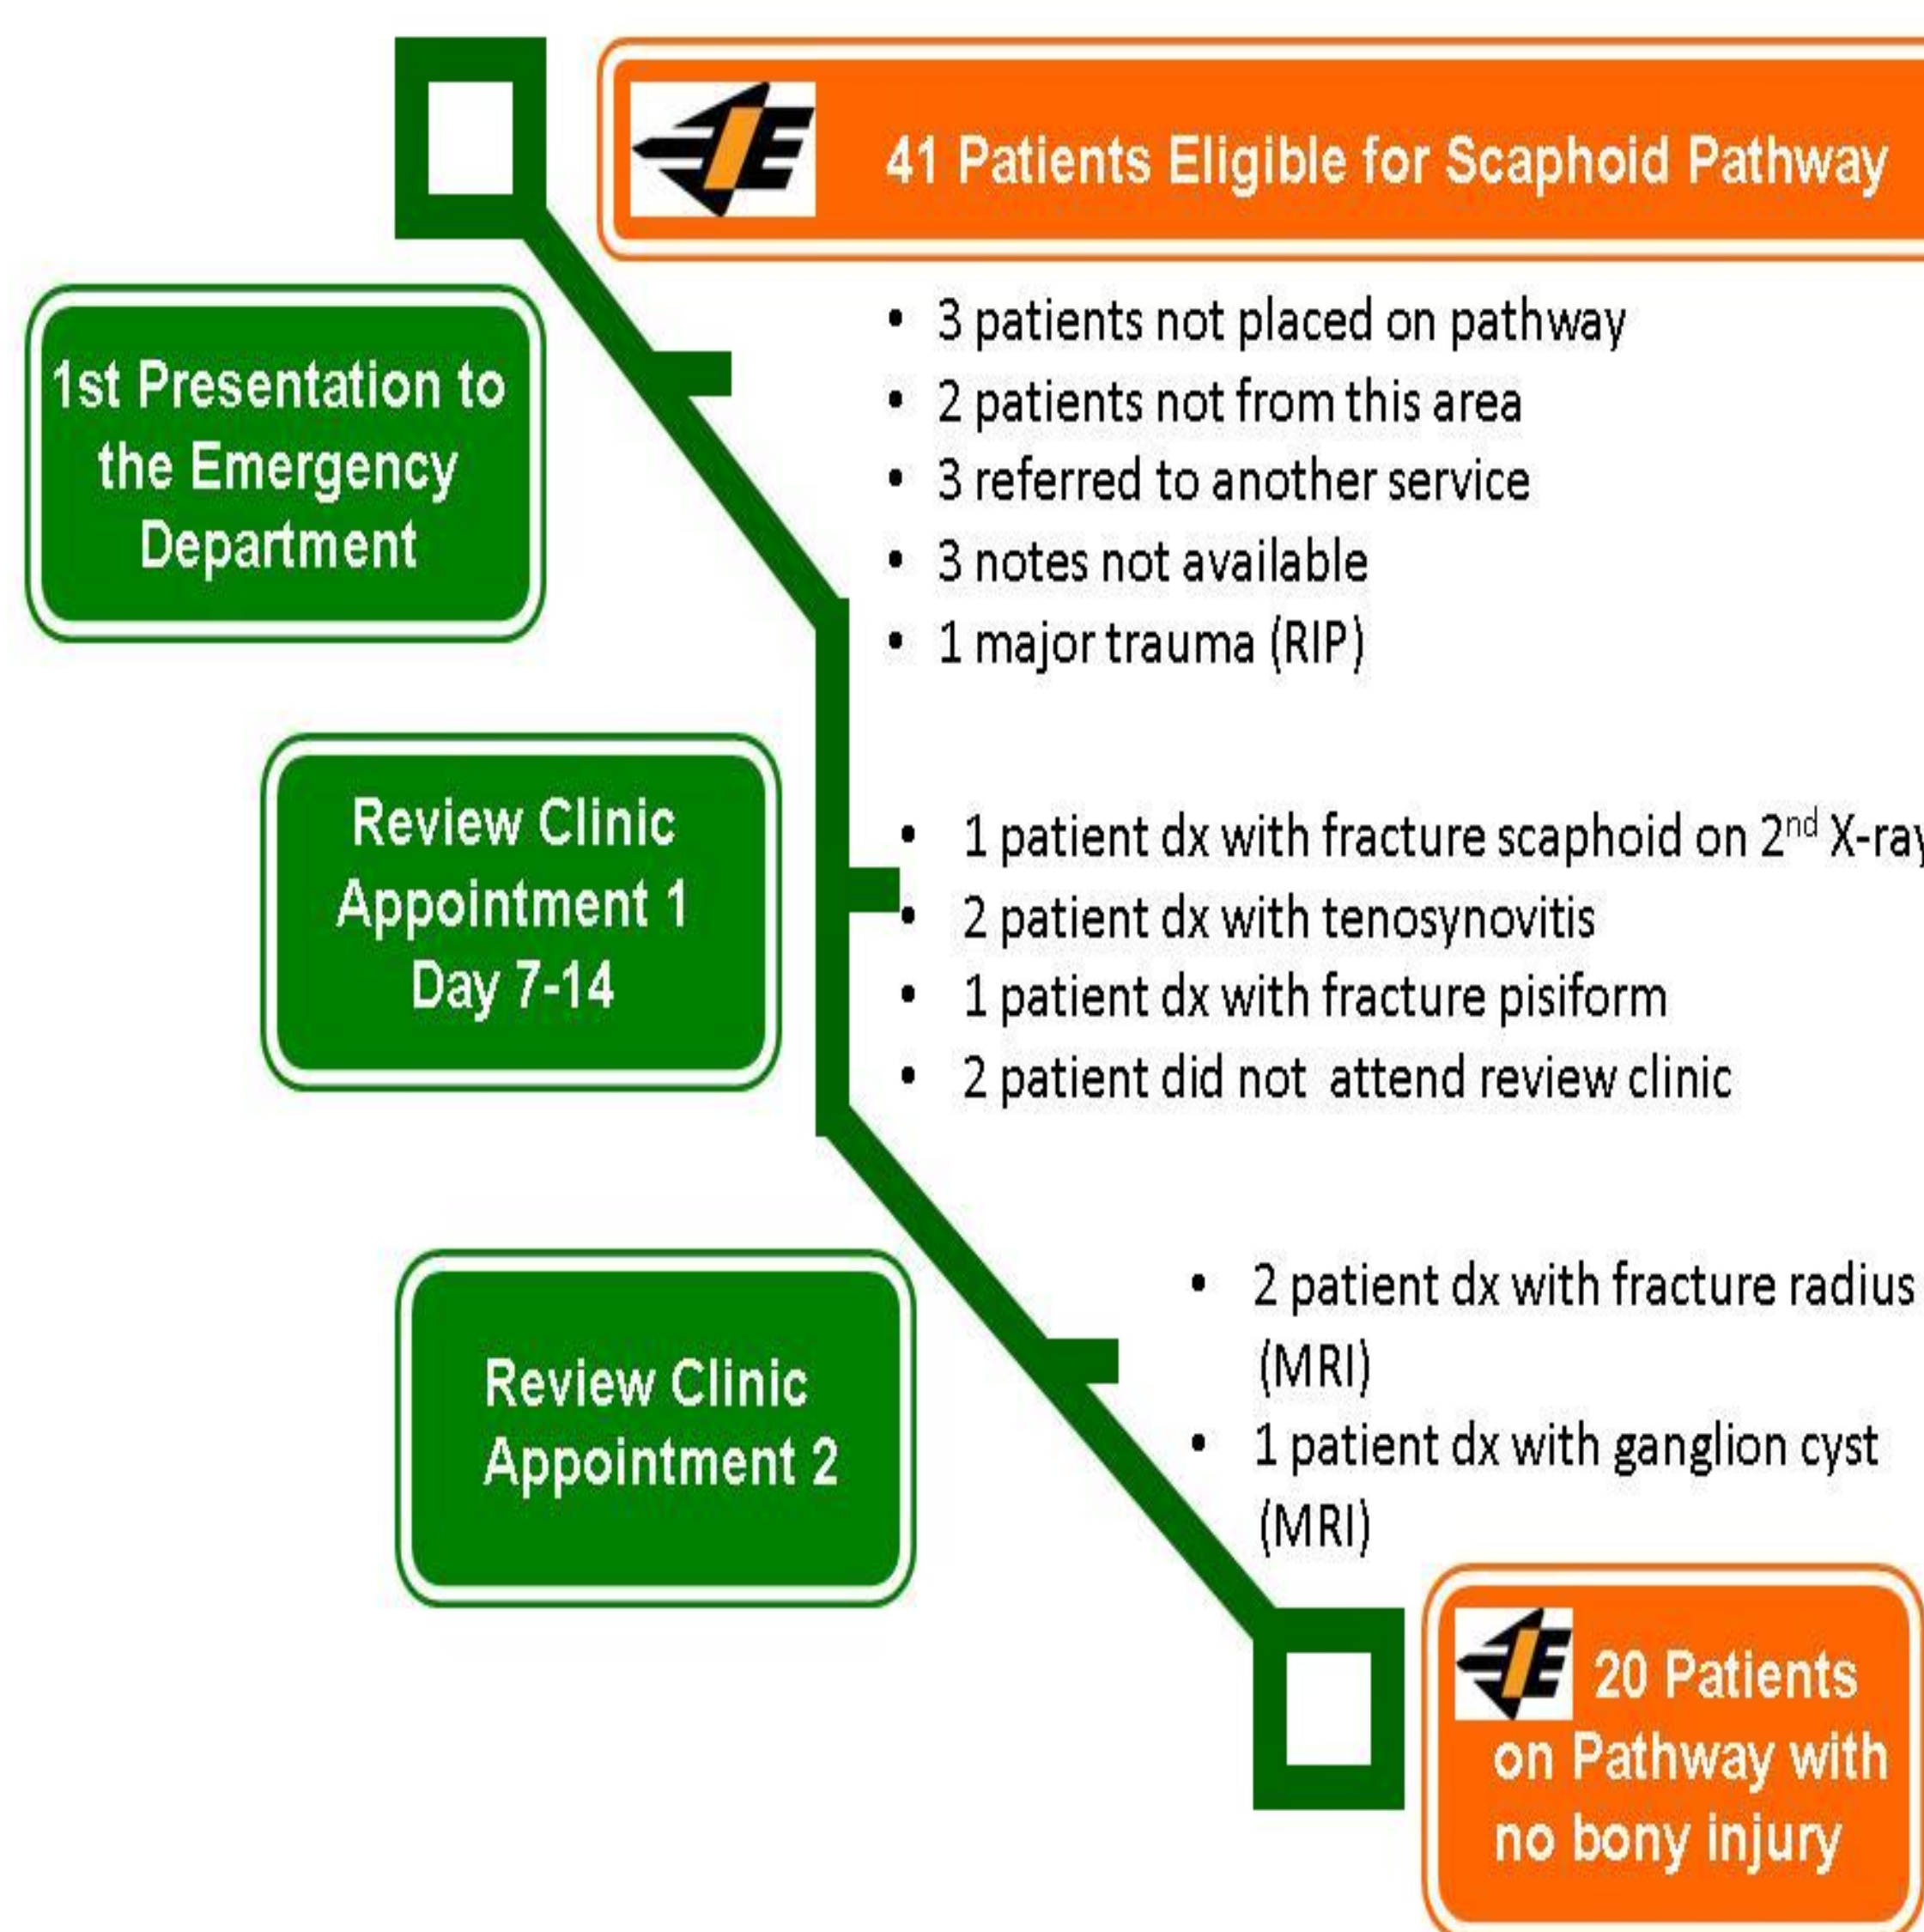 41 Patients Eligible for Scaphoid Pathway
1st Presentation to
the Emergency
Department
• 3 patients not placed on pathway
• 2 patients not from this area
• 3 referred to another service
• 3 notes not available
• 1 major trauma (RIP)
Review Clinic
Appointment 1
Day 7-14
• 1 patient dx with fracture scaphoid on 2nd X-ray
• 2 patient dx with tenosynovitis
• 1 patient dx with fracture pisiform
• 2 patient did not attend review clinic
Review Clinic
Appointment 2
• 2 patient dx with fracture radius
(MRI)
• 1 patient dx with ganglion cyst
(MRI)
20 Patients
on Pathway with
no bony injury